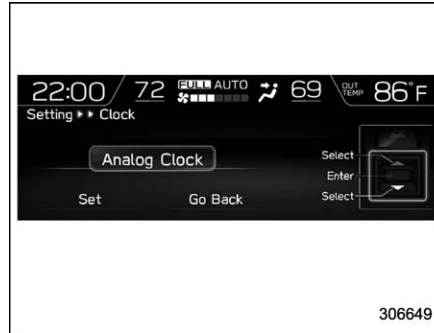 22:00 72 FULL AUTO 69 OUT TEMP 86°F
Setting ▸▸ Clock
Analog Clock
Select
Enter
Set Go Back Select
306649